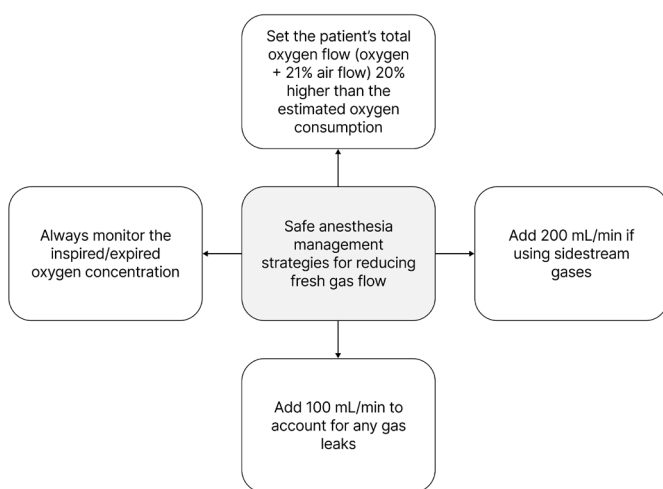 Set the patient’s total
oxygen flow (oxygen
+ 21% air flow) 20%
higher than the
estimated oxygen
consumption
Always monitor the
inspired/expired
oxygen concentration
Safe anesthesia
management
strategies for reducing
fresh gas flow
Add 200 mL/min if
using sidestream
gases
Add 100 mL/min to
account for any gas
leaks